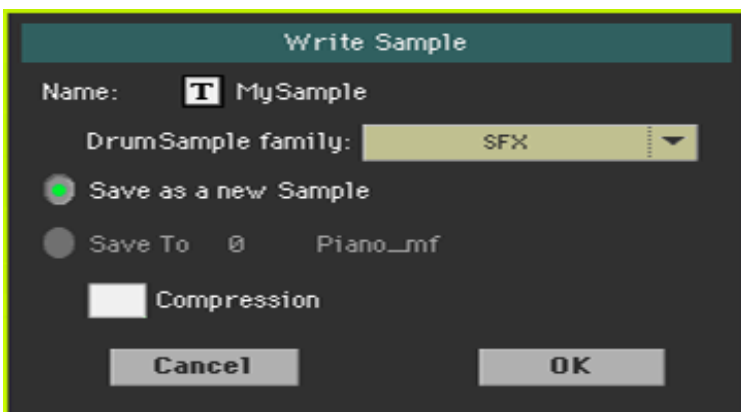 Write Sample
Name: T MySample
DrumSample family: SFX
Save as a new Sample
Save To 0 Piano_mf
Compression
Cancel OK